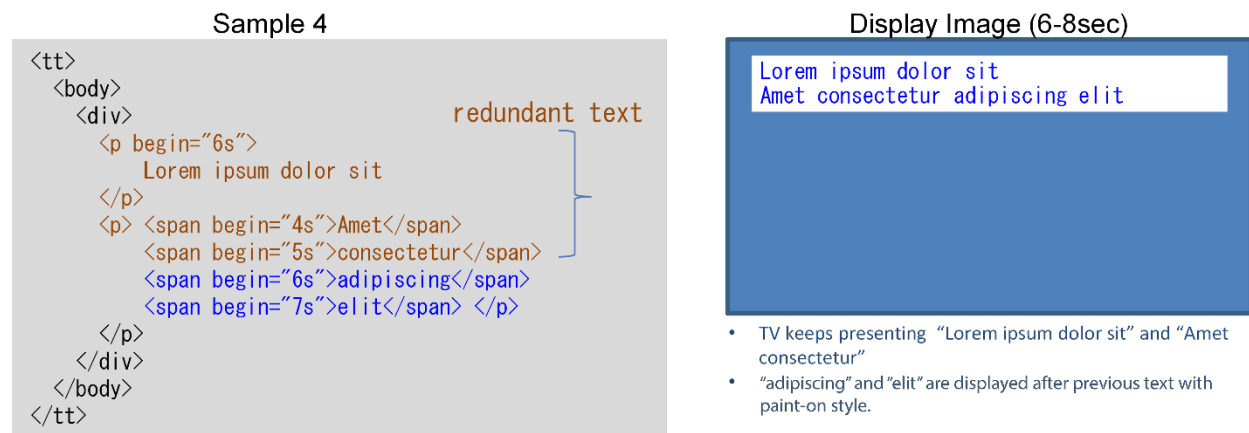 Sample 4
<tt>
  <body>
    <div>
redundant text
      <p begin="6s">
          Lorem ipsum dolor sit
      </p>
      <p> <span begin="4s">Amet</span>
          <span begin="5s">consectetur</span>
          <span begin="6s">adipiscing</span>
          <span begin="7s">elit</span> </p>
      </p>
    </div>
  </body>
</tt>
Display Image (6-8sec)
Lorem ipsum dolor sit
Amet consectetur adipiscing elit
• TV keeps presenting “Lorem ipsum dolor sit” and “Amet
consectetur”
• “adipiscing” and “elit” are displayed after previous text with
paint-on style.